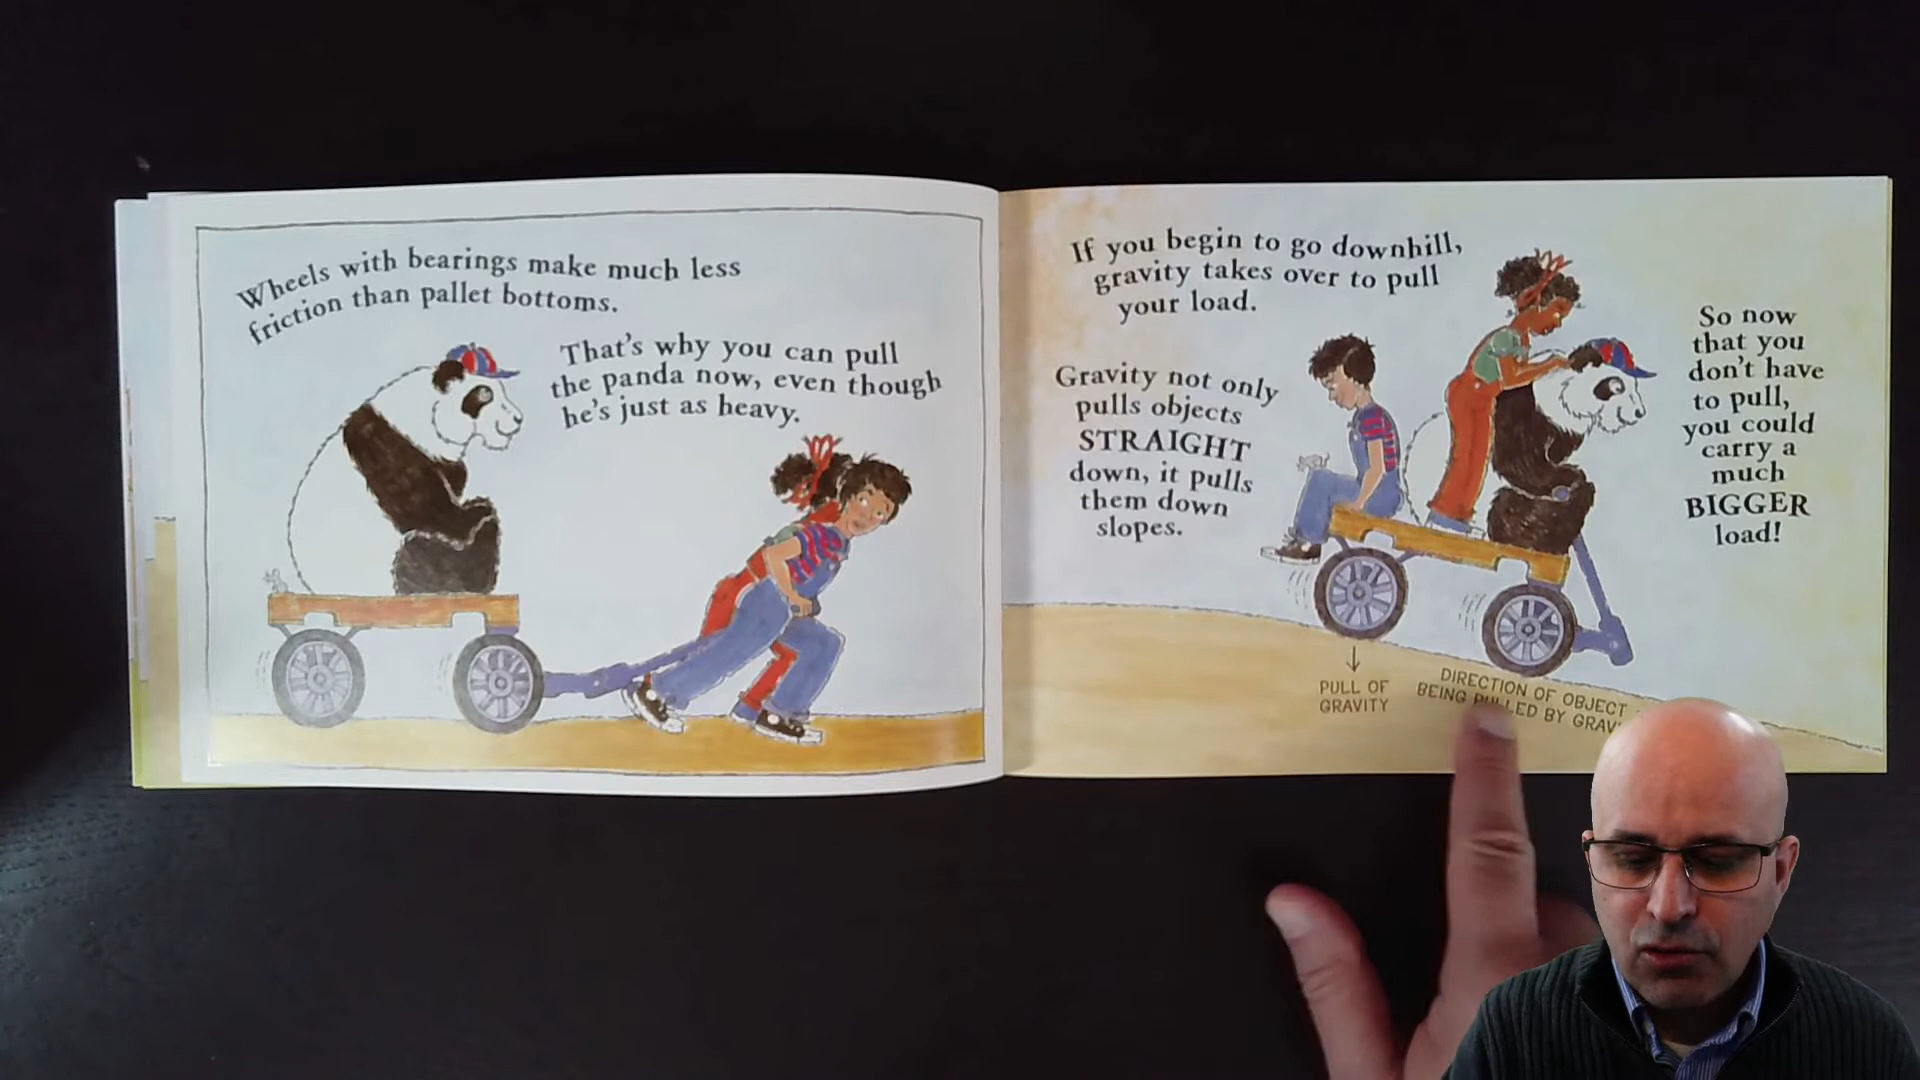 Wheels with bearings make much less
friction than pallet bottoms.
That's why you can pull
the panda now, even though
he's just as heavy.
If you begin to go downhill,
gravity takes over to pull
your load.
Gravity not only
pulls objects
STRAIGHT
down, it pulls
them down
slopes.
So now
that you
don't have
to pull,
you could
carry a
much
BIGGER
load!
PULL OF
GRAVITY
DIRECTION OF OBJECT
BEING PULLED BY